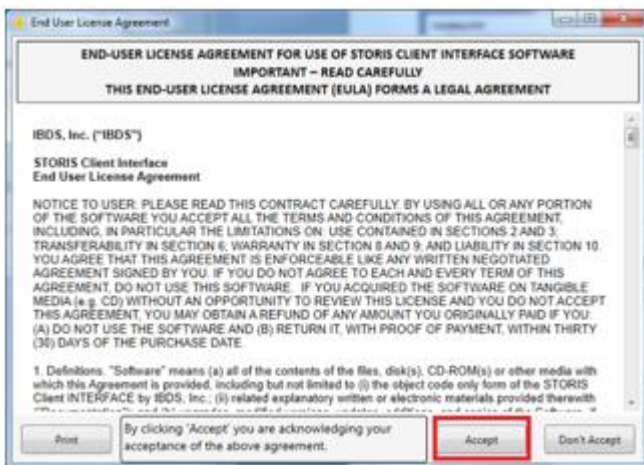 End User License Agreement
END-USER LICENSE AGREEMENT FOR USE OF STORIS CLIENT INTERFACE SOFTWARE
IMPORTANT – READ CAREFULLY
THIS END-USER LICENSE AGREEMENT (EULA) FORMS A LEGAL AGREEMENT
IBDS, Inc. ("IBDS")
STORIS Client Interface
End User License Agreement
NOTICE TO USER: PLEASE READ THIS CONTRACT CAREFULLY. BY USING ALL OR ANY PORTION
OF THE SOFTWARE YOU ACCEPT ALL THE TERMS AND CONDITIONS OF THIS AGREEMENT,
INCLUDING, IN PARTICULAR THE LIMITATIONS ON: USE CONTAINED IN SECTIONS 2 AND 3;
TRANSFERABILITY IN SECTION 6; WARRANTY IN SECTION 8 AND 9; AND LIABILITY IN SECTION 10.
YOU AGREE THAT THIS AGREEMENT IS ENFORCEABLE LIKE ANY WRITTEN NEGOTIATED
AGREEMENT SIGNED BY YOU. IF YOU DO NOT AGREE TO EACH AND EVERY TERM OF THIS
AGREEMENT, DO NOT USE THIS SOFTWARE. IF YOU ACQUIRED THE SOFTWARE ON TANGIBLE
MEDIA (e.g. CD) WITHOUT AN OPPORTUNITY TO REVIEW THIS LICENSE AND YOU DO NOT ACCEPT
THIS AGREEMENT, YOU MAY OBTAIN A REFUND OF ANY AMOUNT YOU ORIGINALLY PAID IF YOU:
(A) DO NOT USE THE SOFTWARE AND (B) RETURN IT, WITH PROOF OF PAYMENT, WITHIN THIRTY
(30) DAYS OF THE PURCHASE DATE.
1. Definitions. "Software" means (a) all of the contents of the files, disk(s), CD-ROM(s) or other media with
which this Agreement is provided, including but not limited to (i) the object code only form of the STORIS
Client INTERFACE by IBDS, Inc.; (ii) related explanatory written or electronic materials provided therewith
Print
By clicking 'Accept' you are acknowledging your
acceptance of the above agreement.
Accept
Don't Accept